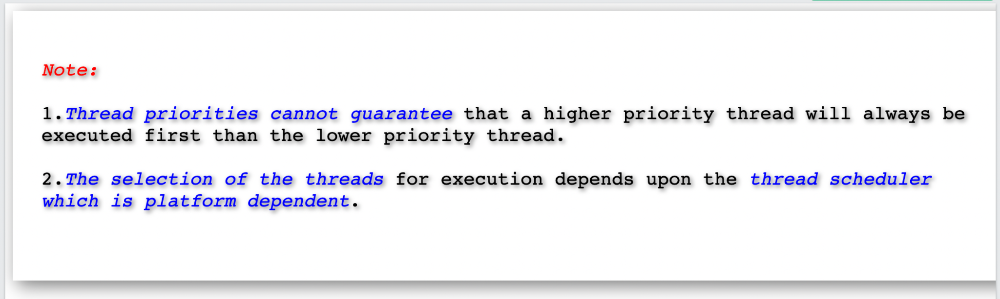 Note:
1.Thread priorities cannot guarantee that a higher priority thread will always be
executed first than the lower priority thread.
2.The selection of the threads for execution depends upon the thread scheduler
which is platform dependent.